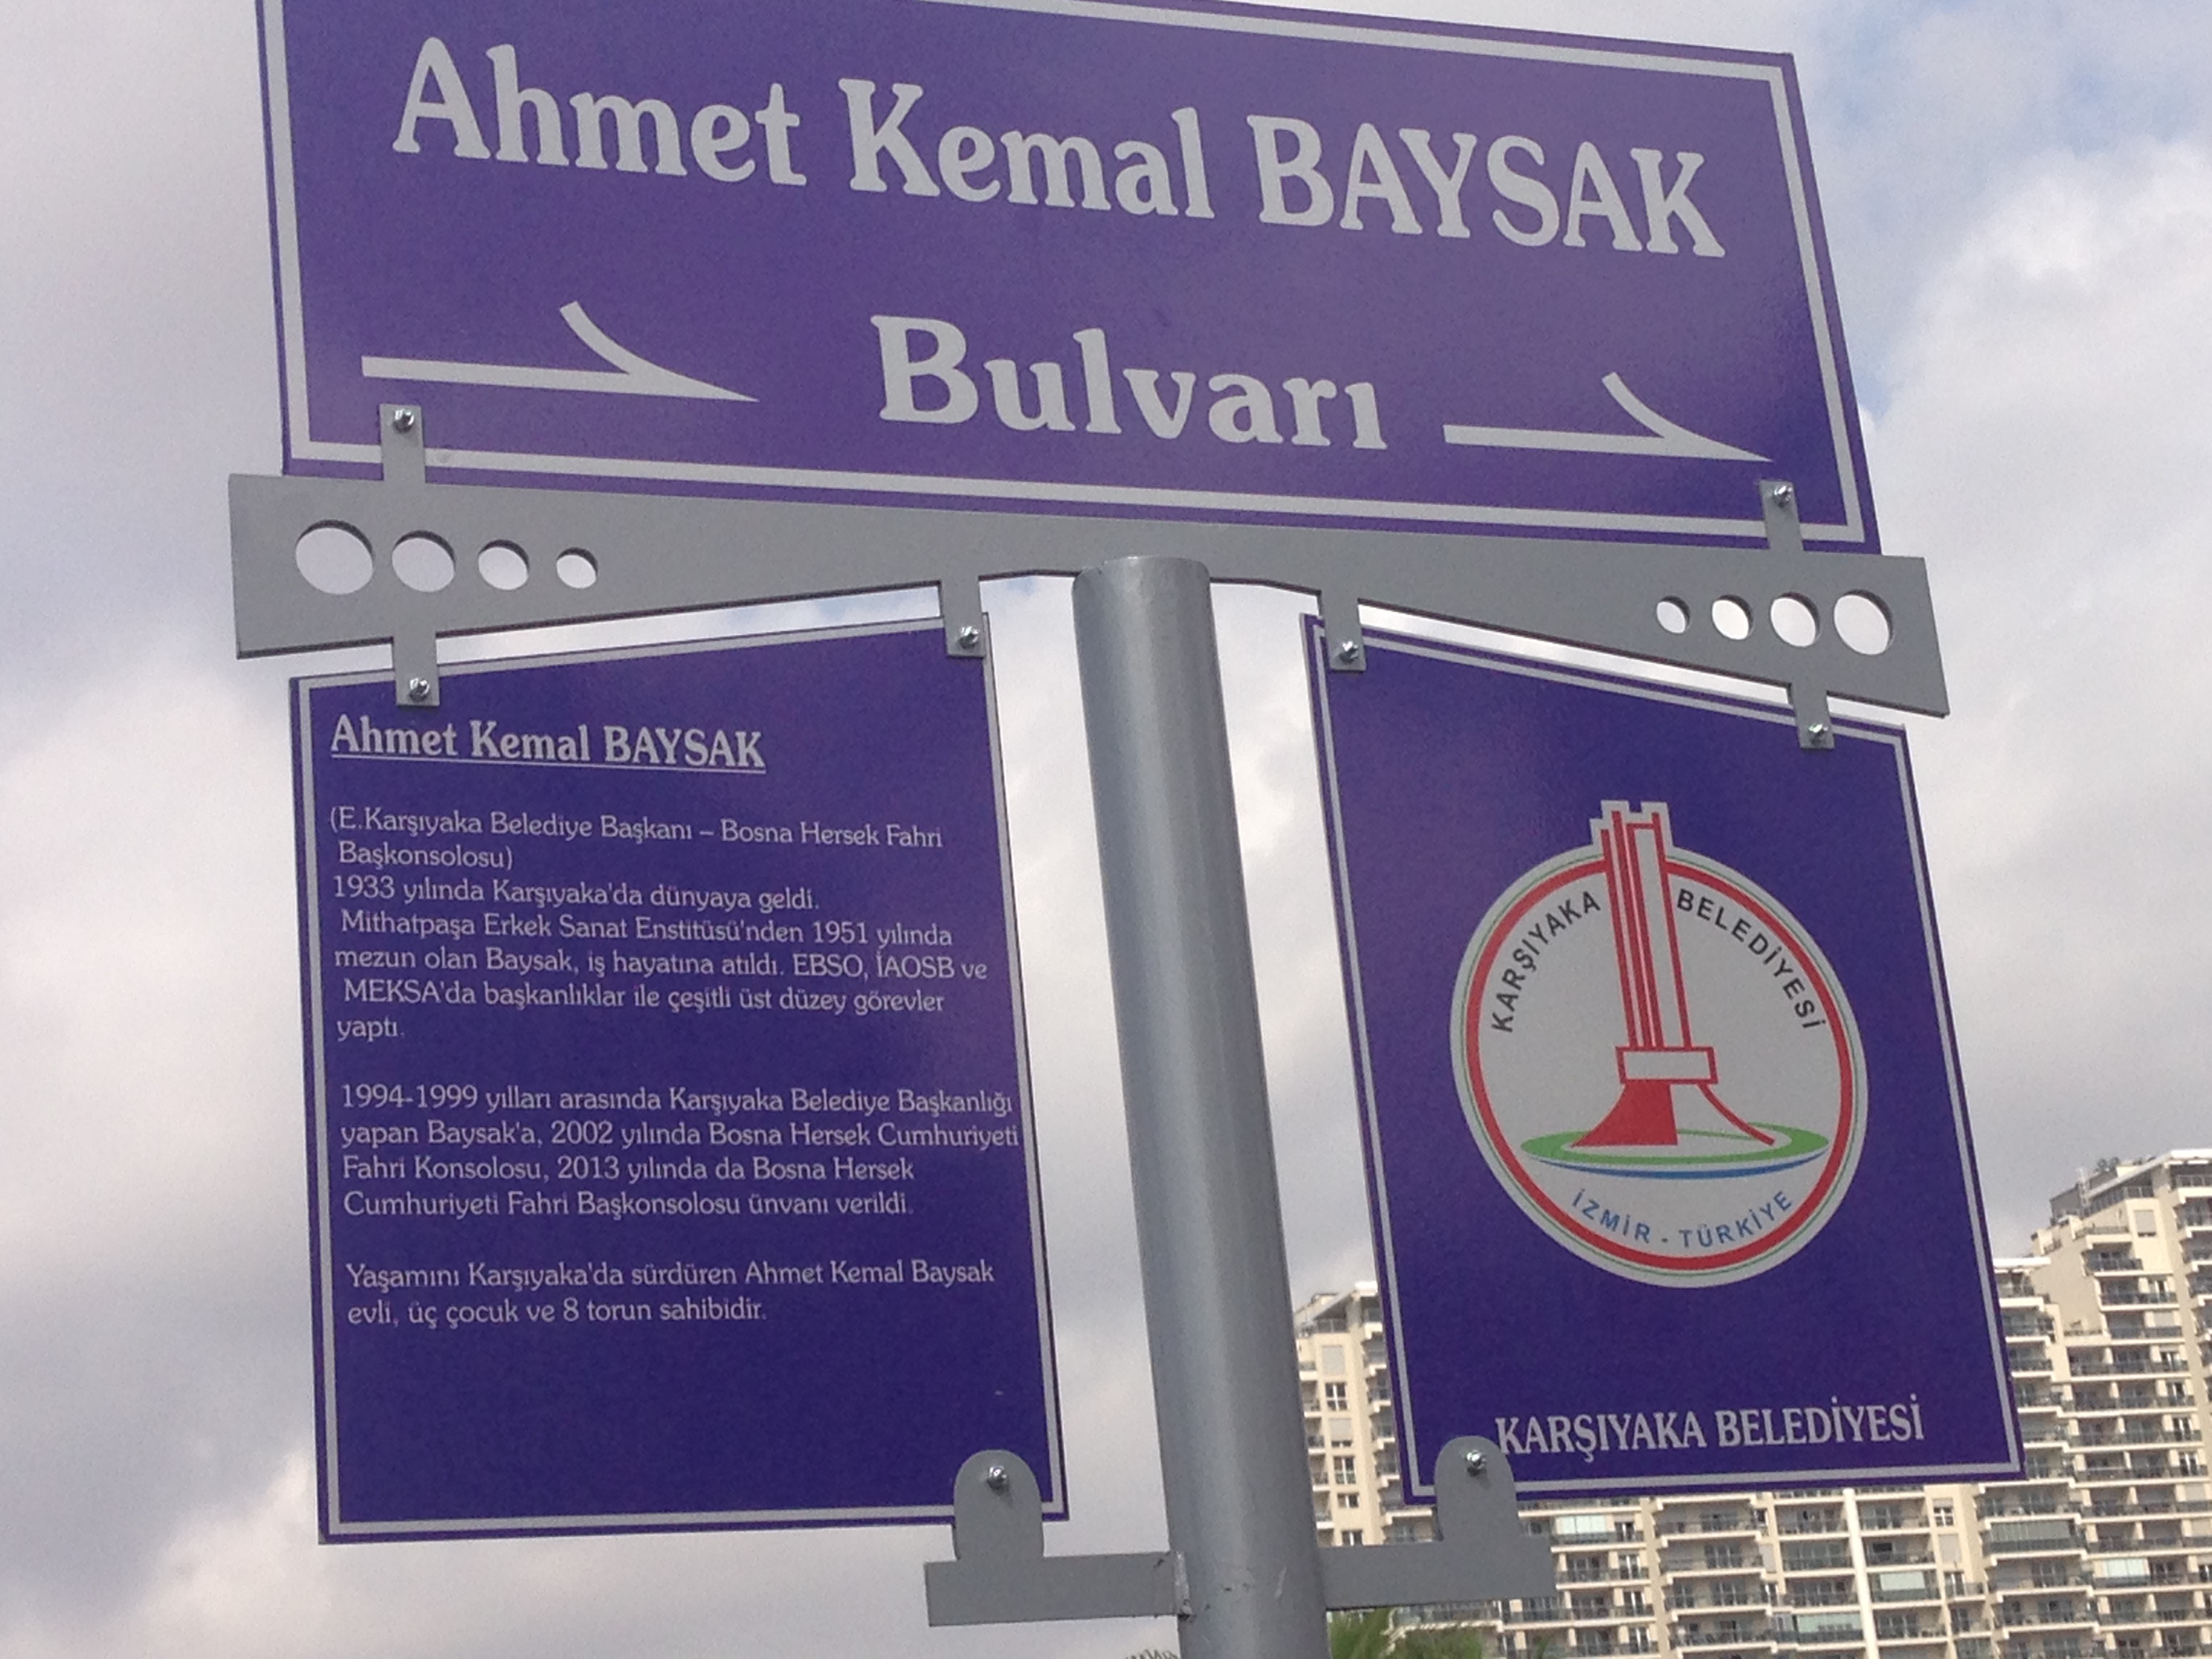 Ahmet Kemal BAYSAK
Bulvarı
Ahmet Kemal BAYSAK
(E.Karşıyaka Belediye Başkanı – Bosna Hersek Fahri
Başkonsolosu)
1933 yılında Karşıyaka'da dünyaya geldi.
Mithatpaşa Erkek Sanat Enstitüsü'nden 1951 yılında
mezun olan Baysak, iş hayatına atıldı. EBSO, İAOSB ve
MEKSA'da başkanlıklar ile çeşitli üst düzey görevler
yaptı.
1994-1999 yılları arasında Karşıyaka Belediye Başkanlığı
yapan Baysak'a, 2002 yılında Bosna Hersek Cumhuriyeti
Fahri Konsolosu, 2013 yılında da Bosna Hersek
Cumhuriyeti Fahri Başkonsolosu ünvanı verildi.
Yaşamını Karşıyaka'da sürdüren Ahmet Kemal Baysak
evli, üç çocuk ve 8 torun sahibidir.
KARŞIYAKA BELEDİYESİ
İZMİR - TÜRKİYE
KARŞIYAKA BELEDİYESİ